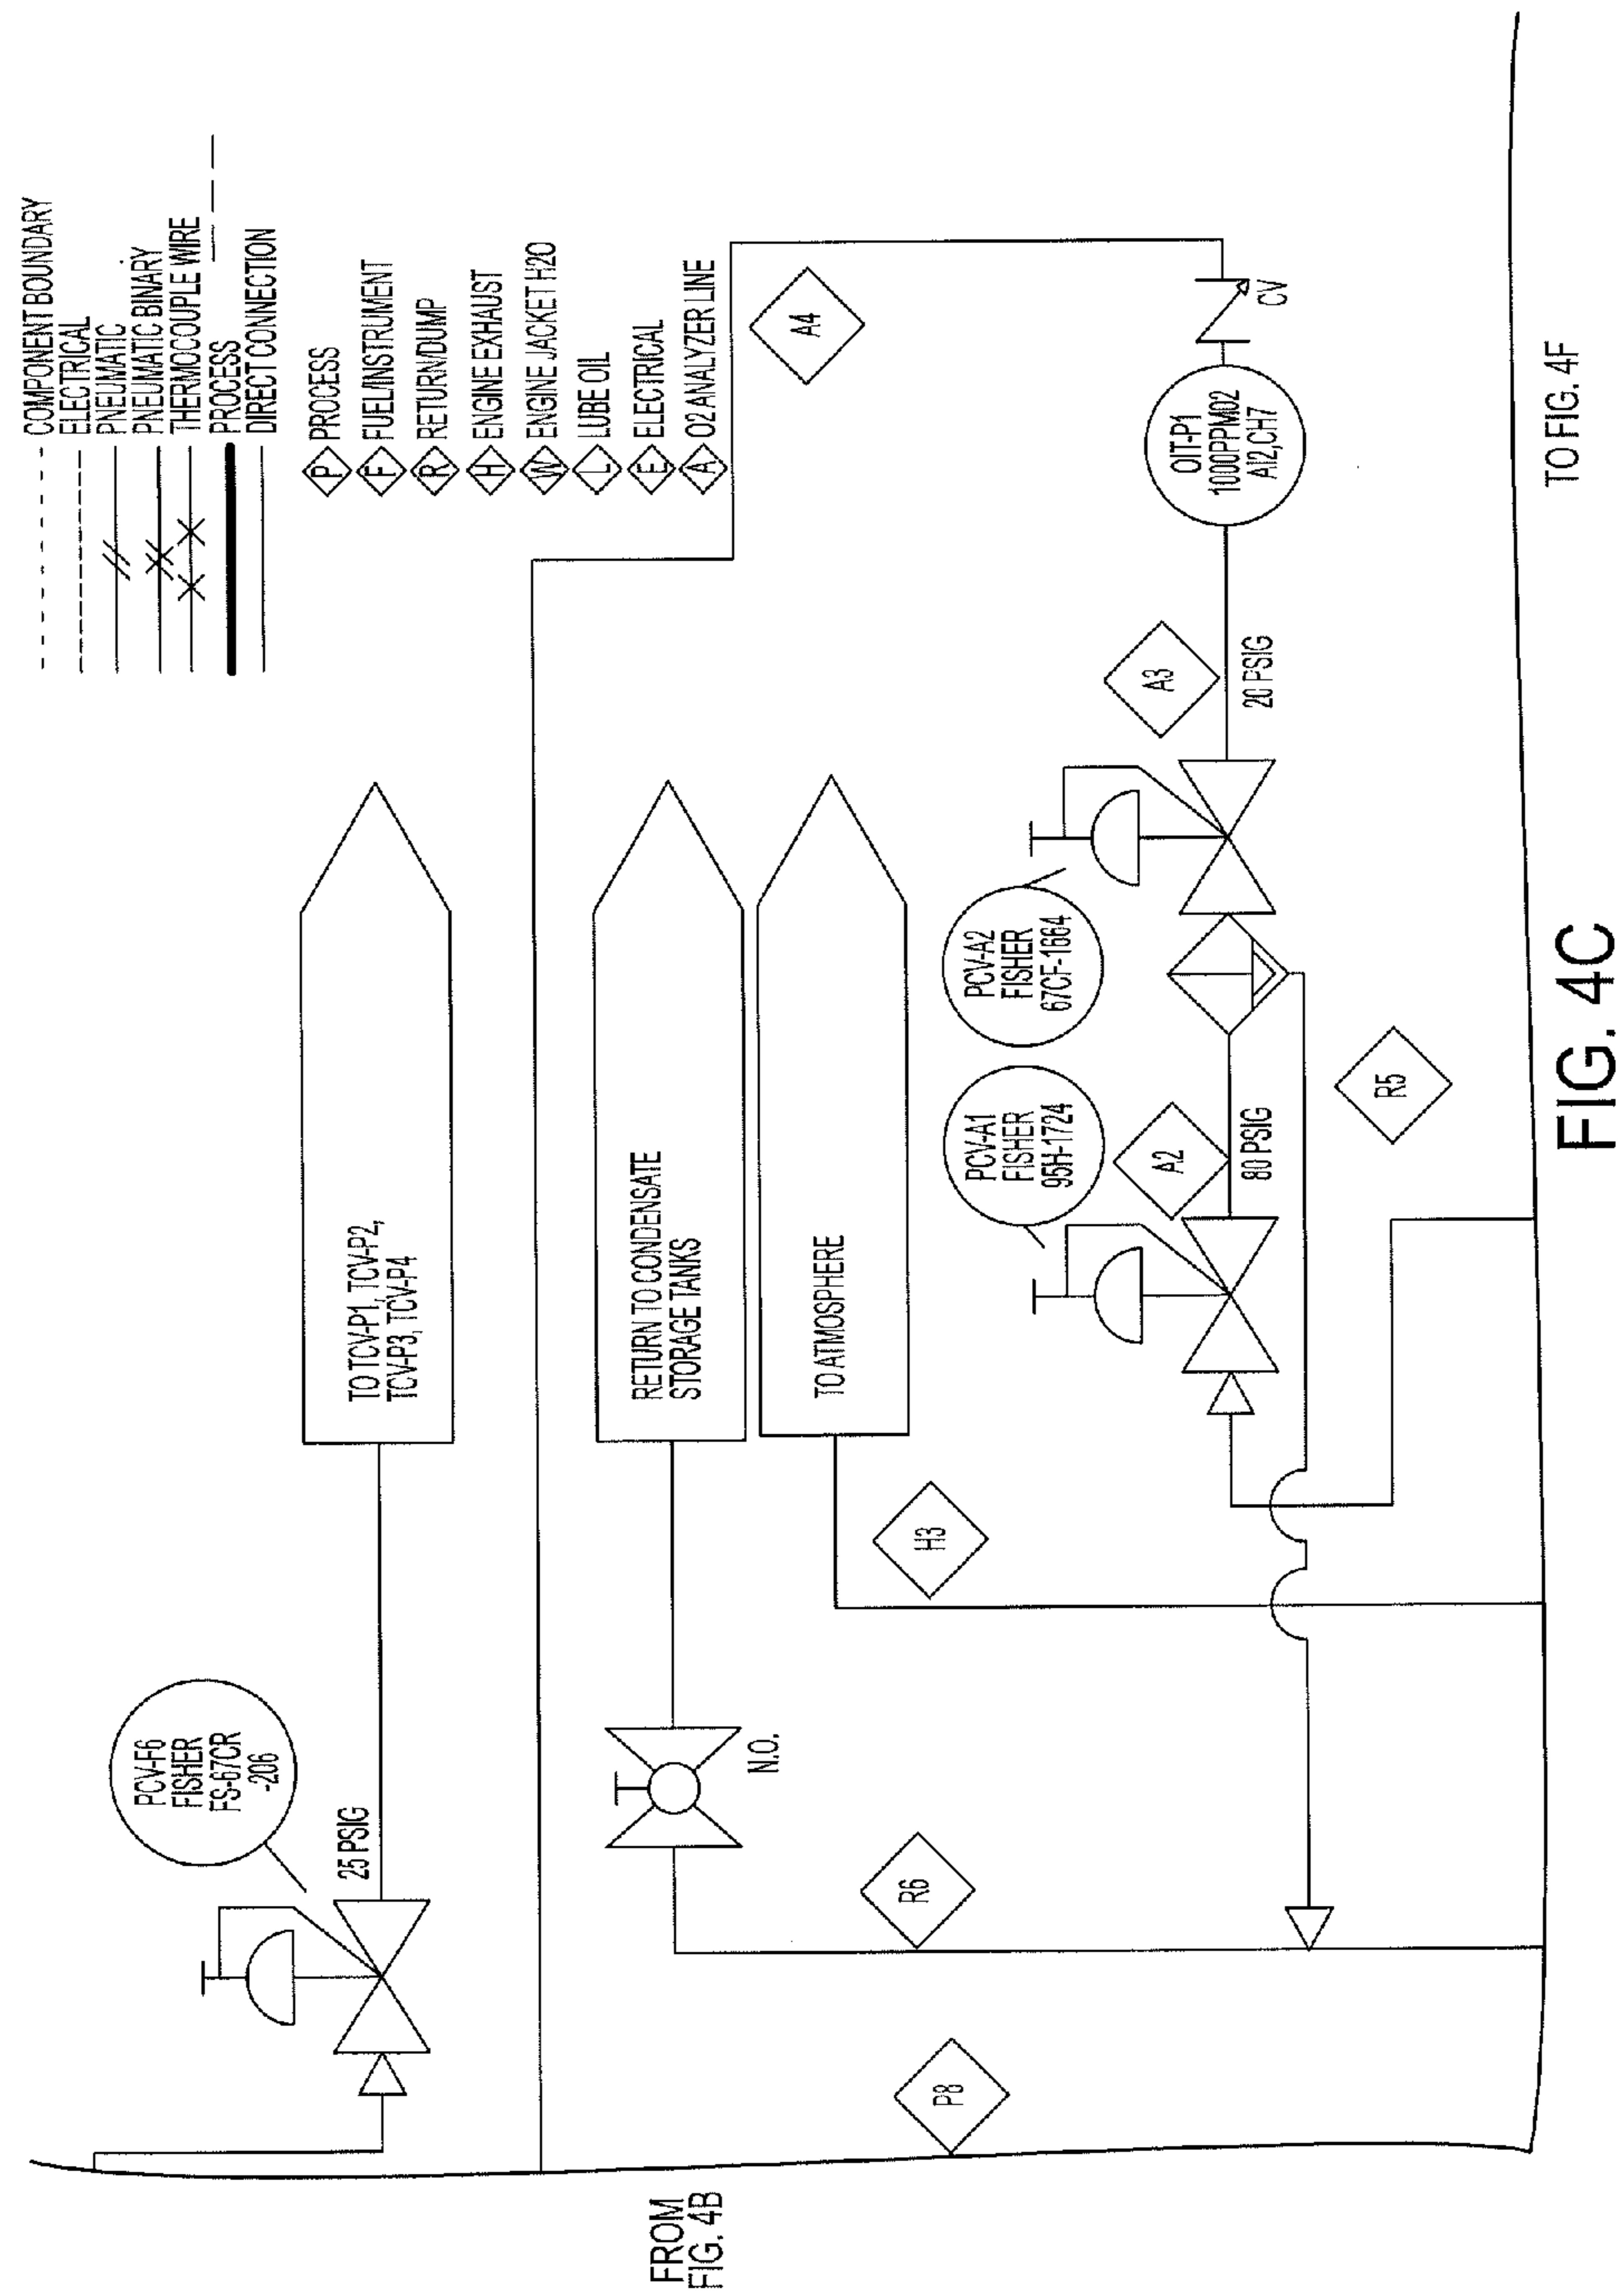 COMPONENT BOUNDARY
ELECTRICAL
PNEUMATIC
PNEUMATIC BINARY
THERMOCOUPLE WIRE
PROCESS
DIRECT CONNECTION
P PROCESS
F FUEL/INSTRUMENT
R RETURN/DUMP
H ENGINE EXHAUST
W ENGINE JACKET H2O
L LUBE OIL
E ELECTRICAL
A O2 ANALYZER LINE
PCV-F6
FISHER
FS-67CR
-206
25 PSIG
TO TCV-P1, TCV-P2,
TCV-P3, TCV-P4
FROM
FIG. 4B
N.O.
RETURN TO CONDENSATE
STORAGE TANKS
TO ATMOSPHERE
A4
P8
R6
H3
PCV-A1
FISHER
95H-1724
PCV-A2
FISHER
67CF-1664
A2
80 PSIG
A3
20 PSIG
OIT-P1
1000PPMO2
AI2,CH7
CV
R5
TO FIG. 4F
FIG. 4C